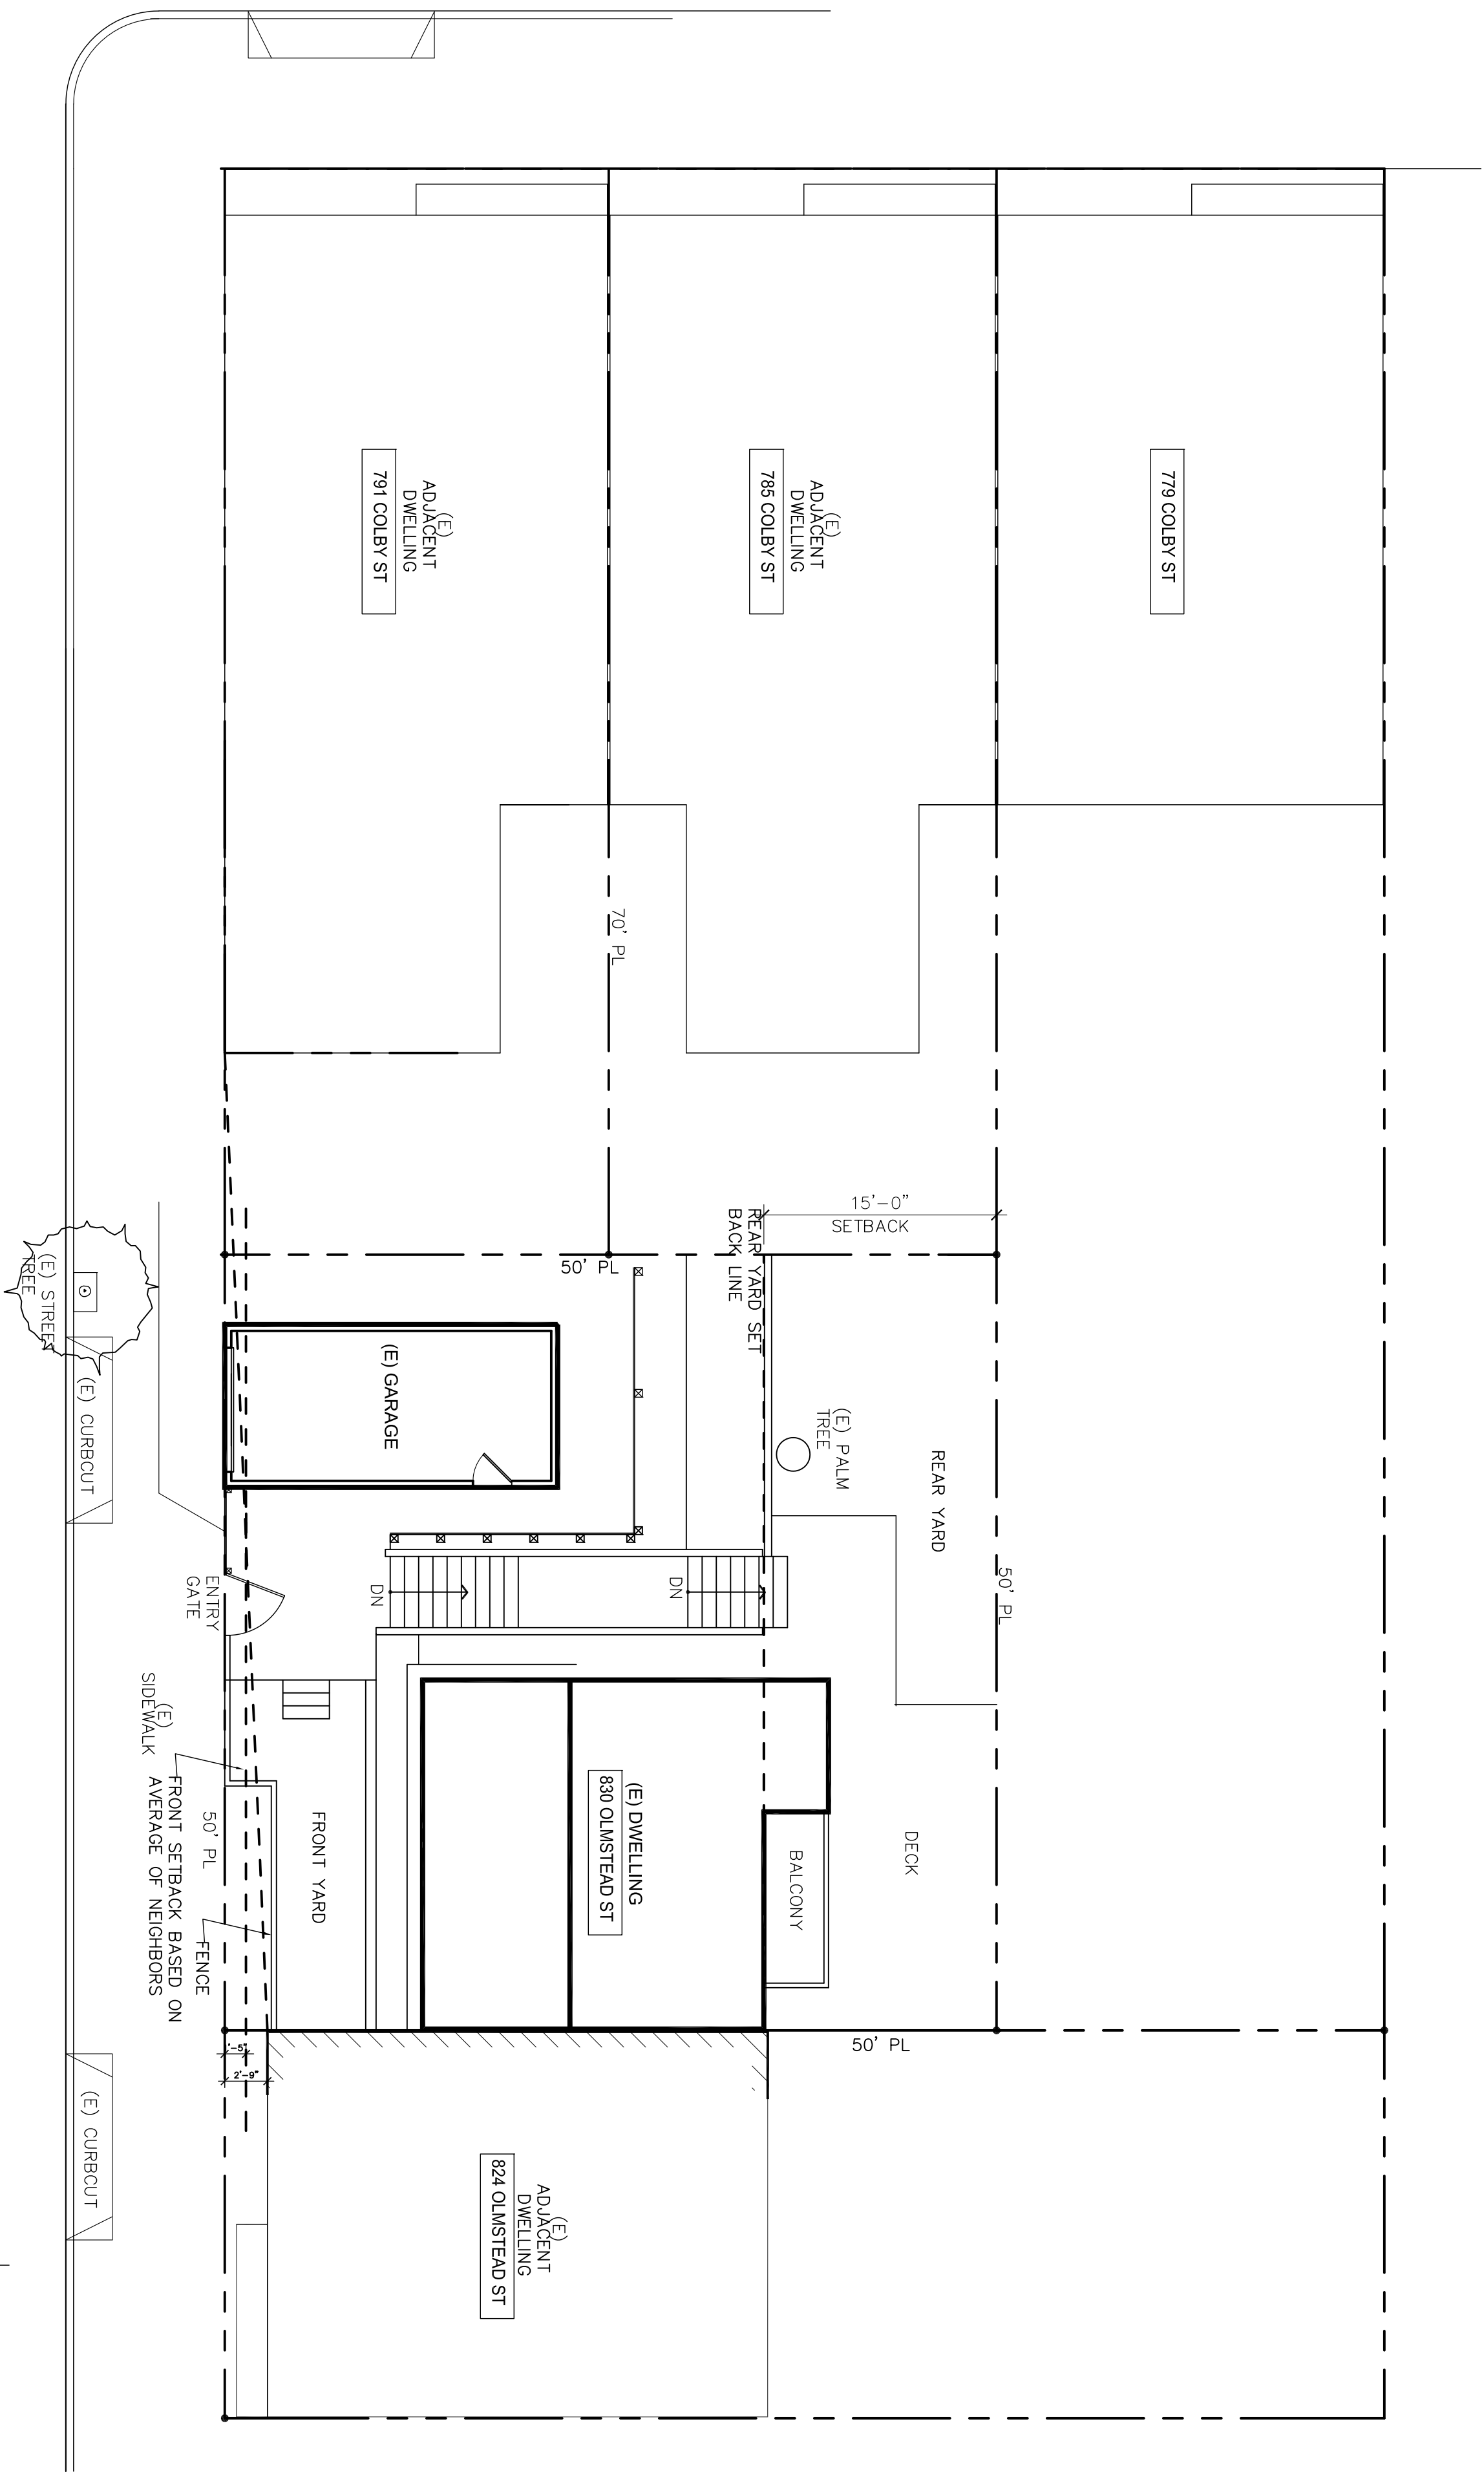 779 COLBY ST
(E)
ADJACENT
DWELLING
785 COLBY ST
(E)
ADJACENT
DWELLING
791 COLBY ST
70' PL
15'-0"
SETBACK
REAR YARD SET
BACK LINE
50' PL
(E) STREET
TREE
(E) CURBCUT
(E) GARAGE
(E) PALM
TREE
REAR YARD
50' PL
DN
DN
ENTRY
GATE
(E)
SIDEWALK
FRONT SETBACK BASED ON
AVERAGE OF NEIGHBORS
50' PL
FENCE
FRONT YARD
(E) DWELLING
830 OLMSTEAD ST
BALCONY
DECK
50' PL
'-5"
2'-9"
(E) CURBCUT
(E)
ADJACENT
DWELLING
824 OLMSTEAD ST